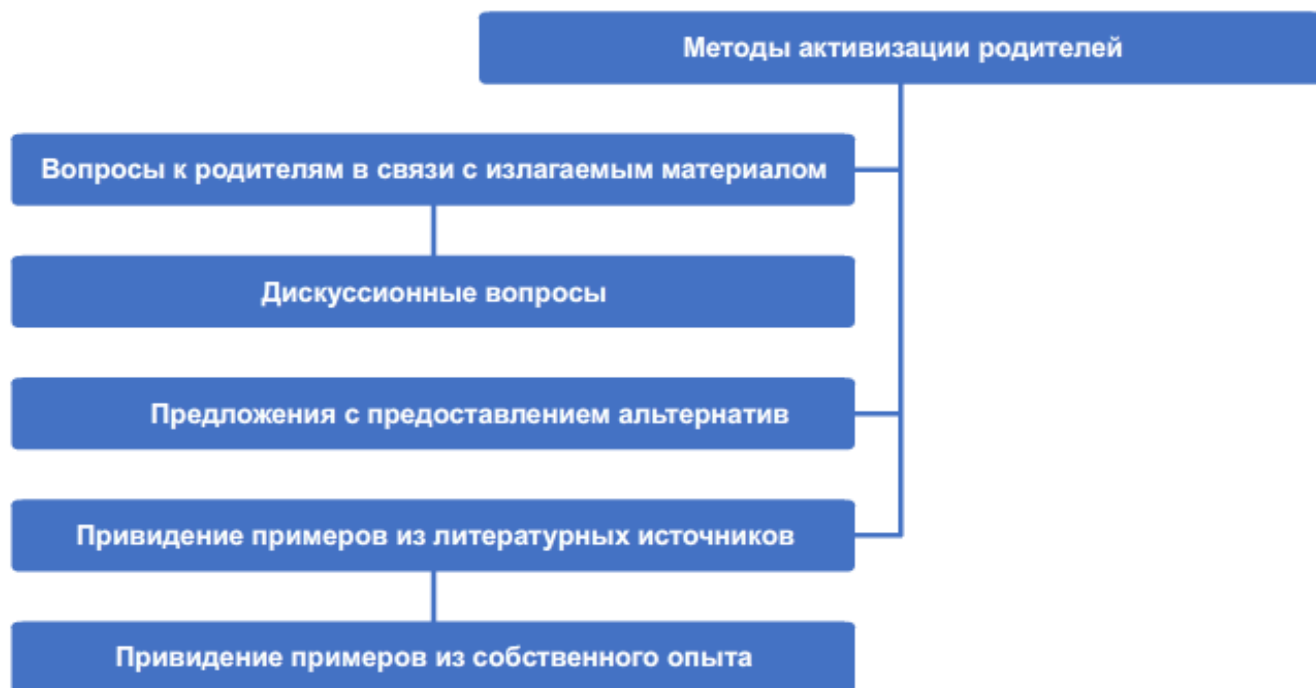 Методы активизации родителей
Вопросы к родителям в связи с излагаемым материалом
Дискуссионные вопросы
Предложения с предоставлением альтернатив
Привидение примеров из литературных источников
Привидение примеров из собственного опыта